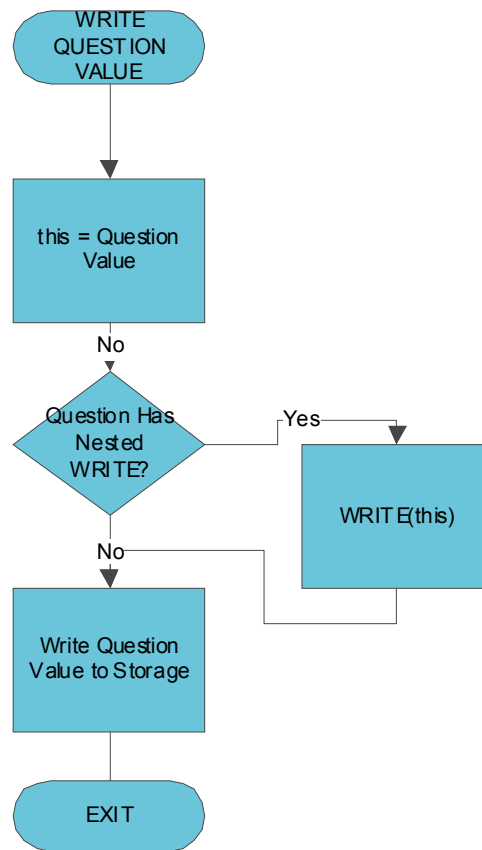 WRITE
QUESTION
VALUE
this = Question
Value
No
Question Has
Nested
WRITE?
Yes
WRITE(this)
No
Write Question
Value to Storage
EXIT